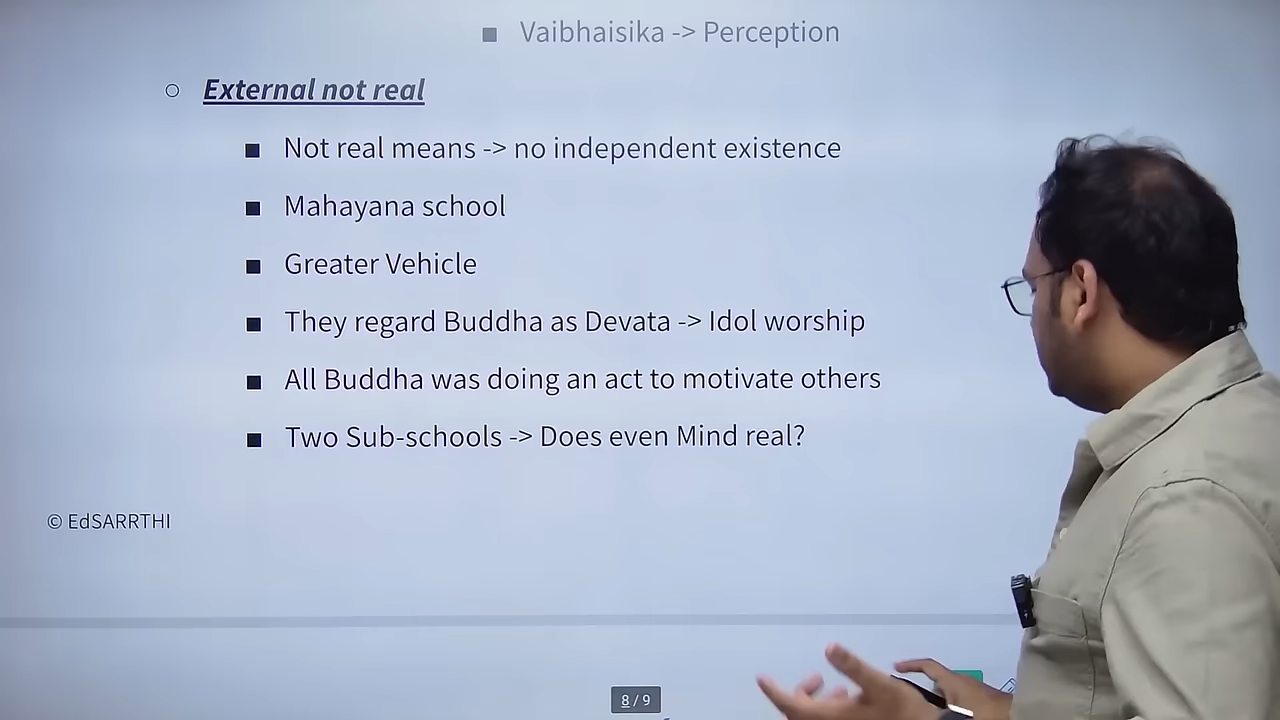 ■ Vaibhaisika -> Perception
○ External not real
■ Not real means -> no independent existence
■ Mahayana school
■ Greater Vehicle
■ They regard Buddha as Devata -> Idol worship
■ All Buddha was doing an act to motivate others
■ Two Sub-schools -> Does even Mind real?
© EdSARRTHI
8 / 9